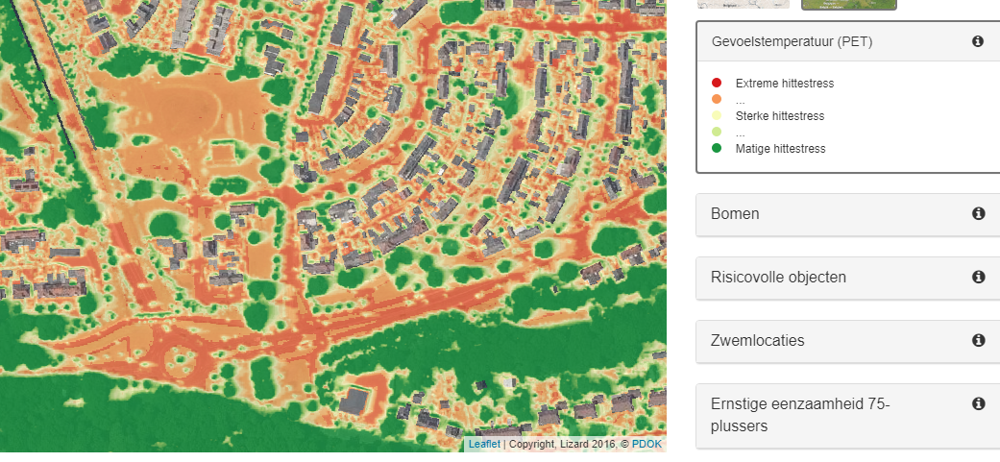 Gevoelstemperatuur (PET)
Extreme hittestress
...
Sterke hittestress
...
Matige hittestress
Bomen
Risicovolle objecten
Zwemlocaties
Ernstige eenzaamheid 75-
plussers
Leaflet | Copyright, Lizard 2016, © PDOK